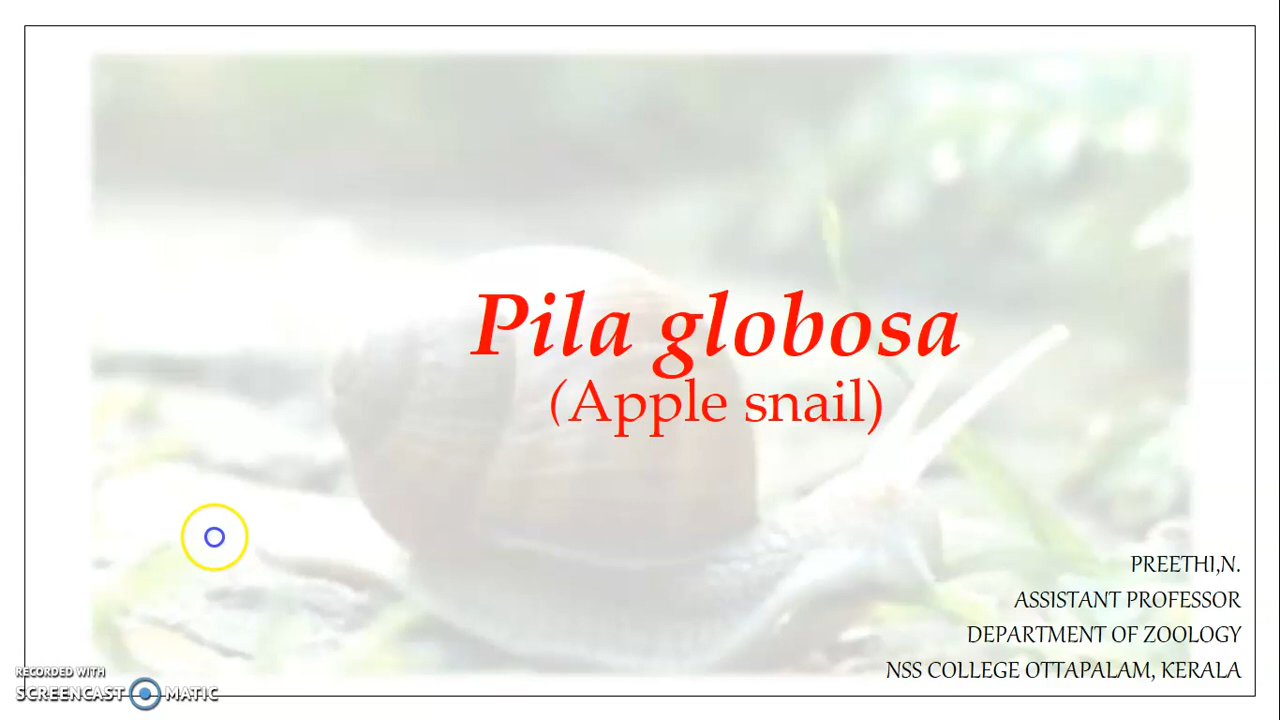 Pila globosa
(Apple snail)
PREETHI,N.
ASSISTANT PROFESSOR
DEPARTMENT OF ZOOLOGY
NSS COLLEGE OTTAPALAM, KERALA
RECORDED WITH
SCREENCAST MATIC